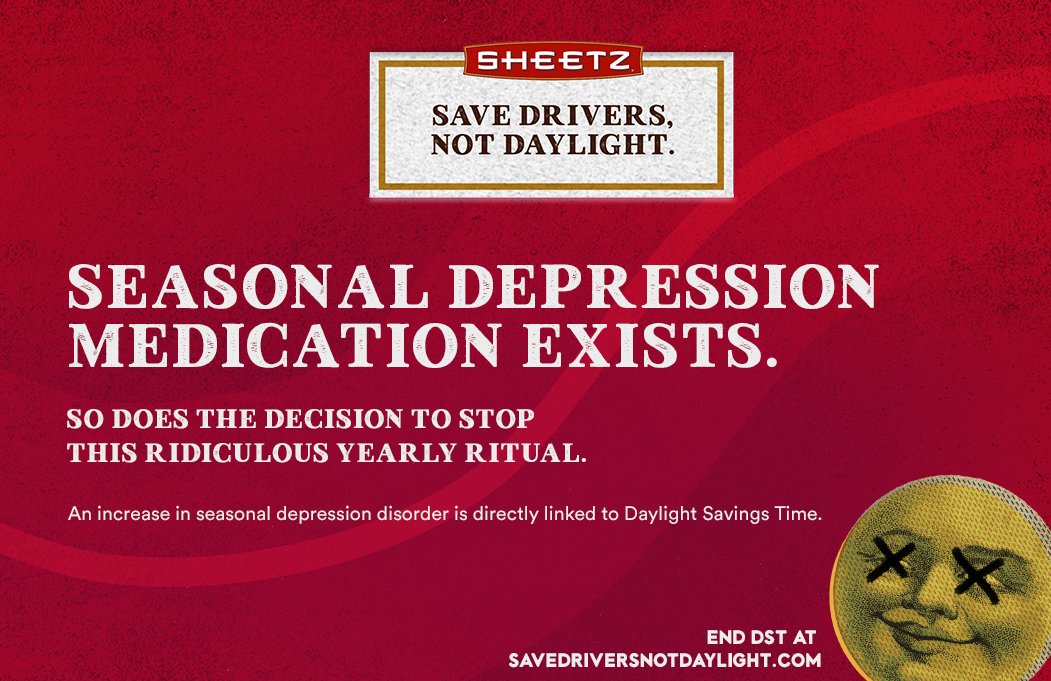 SHEETZ
SAVE DRIVERS,
NOT DAYLIGHT.
SEASONAL DEPRESSION
MEDICATION EXISTS.
SO DOES THE DECISION TO STOP
THIS RIDICULOUS YEARLY RITUAL.
An increase in seasonal depression disorder is directly linked to Daylight Savings Time.
END DST AT
SAVEDRIVERSNOTDAYLIGHT.COM